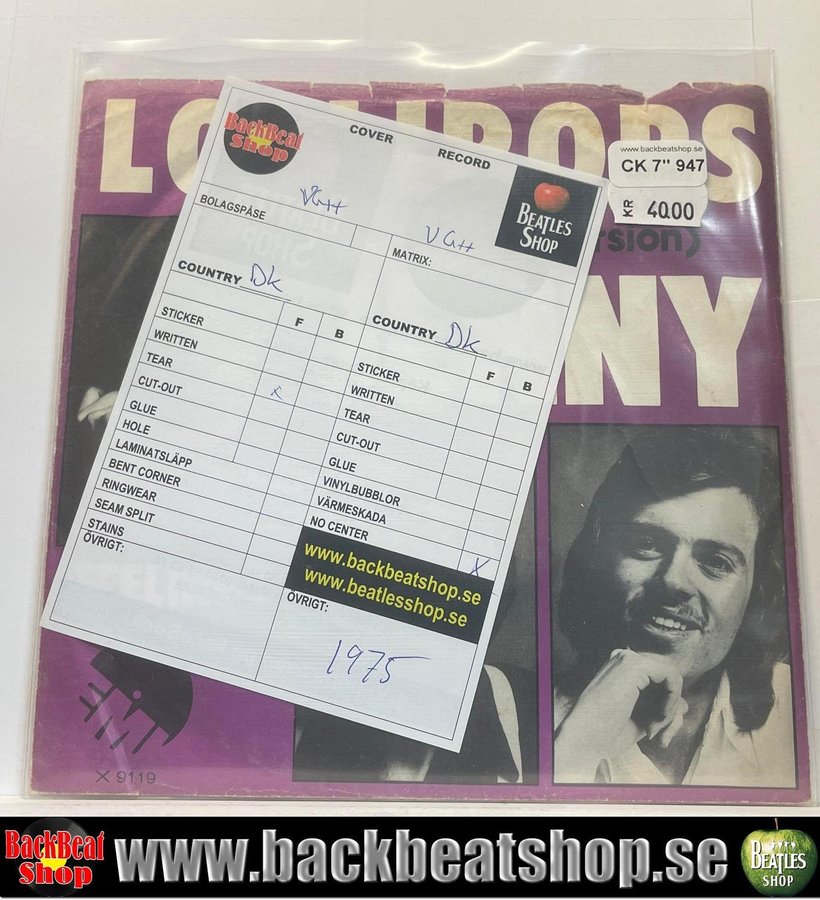 LO
POPS
www.backbeatshop.se
CK 7" 947
KR 40.00
rsion)
NY
BackBeat
Shop
COVER
RECORD
BEATLES
SHOP
VG++
VG++
BOLAGSPÅSE
MATRIX:
COUNTRY DK
COUNTRY DK
F B
F B
STICKER
WRITTEN
TEAR
CUT-OUT
GLUE
HOLE
LAMINATSLÄPP
BENT CORNER
RINGWEAR
SEAM SPLIT
STAINS
ÖVRIGT:
x
STICKER
WRITTEN
TEAR
CUT-OUT
GLUE
VINYLBUBBLOR
VÄRMESKADA
NO CENTER
X
www.backbeatshop.se
www.beatlesshop.se
ÖVRIGT:
1975
EMI
X 9119
BackBeat
Shop
www.backbeatshop.se
BEATLES
SHOP